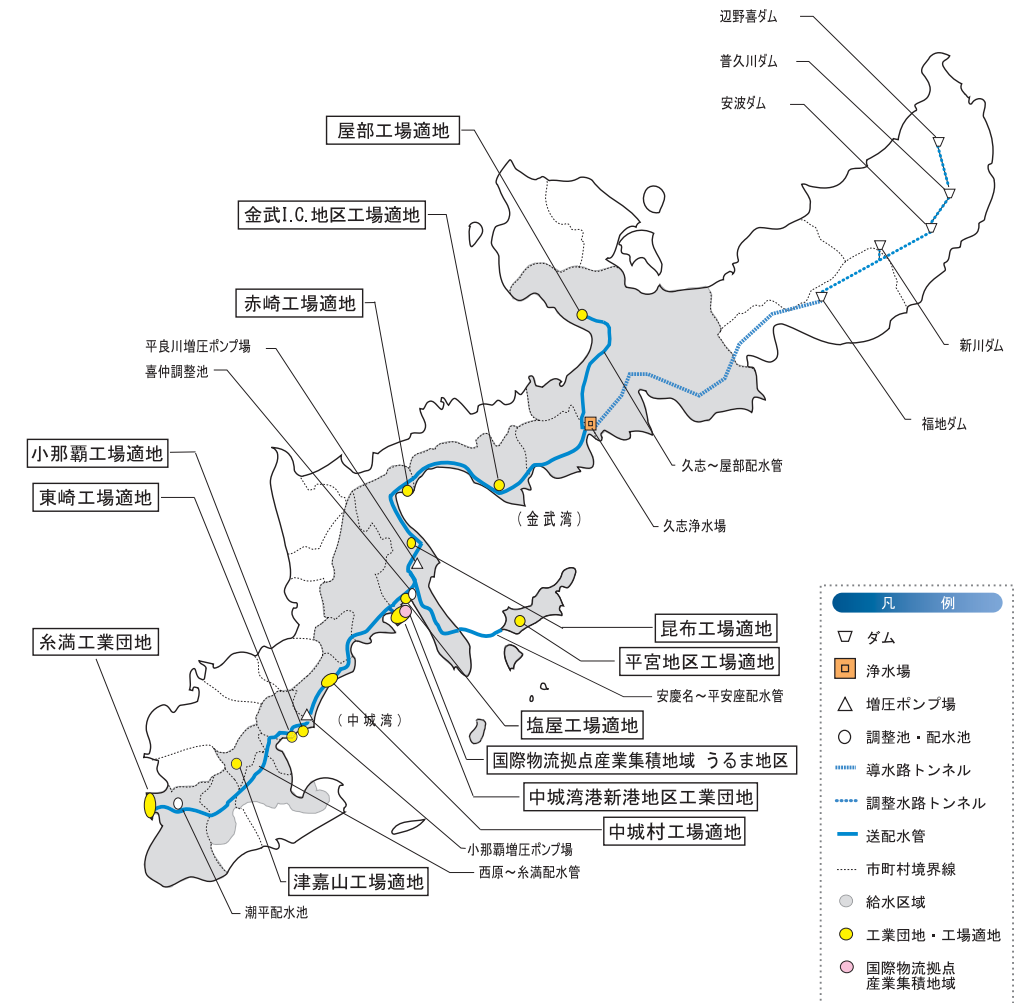 辺野喜ダム
普久川ダム
安波ダム
屋部工場適地
金武I.C.地区工場適地
赤崎工場適地
平良川増圧ポンプ場
喜仲調整池
新川ダム
福地ダム
小那覇工場適地
東崎工場適地
久志～屋部配水管
(金武湾)
久志浄水場
糸満工業団地
昆布工場適地
平宮地区工場適地
安慶名～平安座配水管
(中城湾)
塩屋工場適地
国際物流拠点産業集積地域 うるま地区
中城湾港新港地区工業団地
中城村工場適地
小那覇増圧ポンプ場
西原～糸満配水管
津嘉山工場適地
潮平配水池
凡 例
ダム
浄水場
増圧ポンプ場
調整池・配水池
導水路トンネル
調整水路トンネル
送配水管
市町村境界線
給水区域
工業団地・工場適地
国際物流拠点
産業集積地域